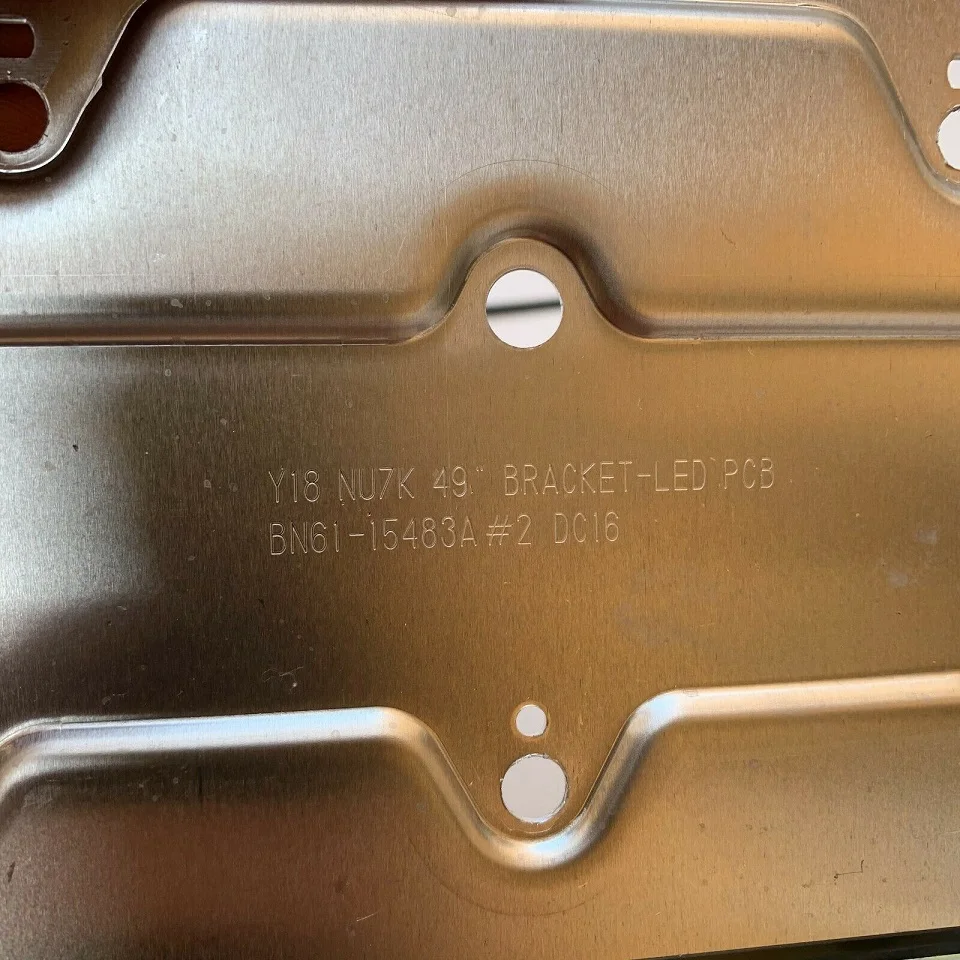 Y18 NU7K 49" BRACKET-LED PCB
BN61-15483A #2 DC16